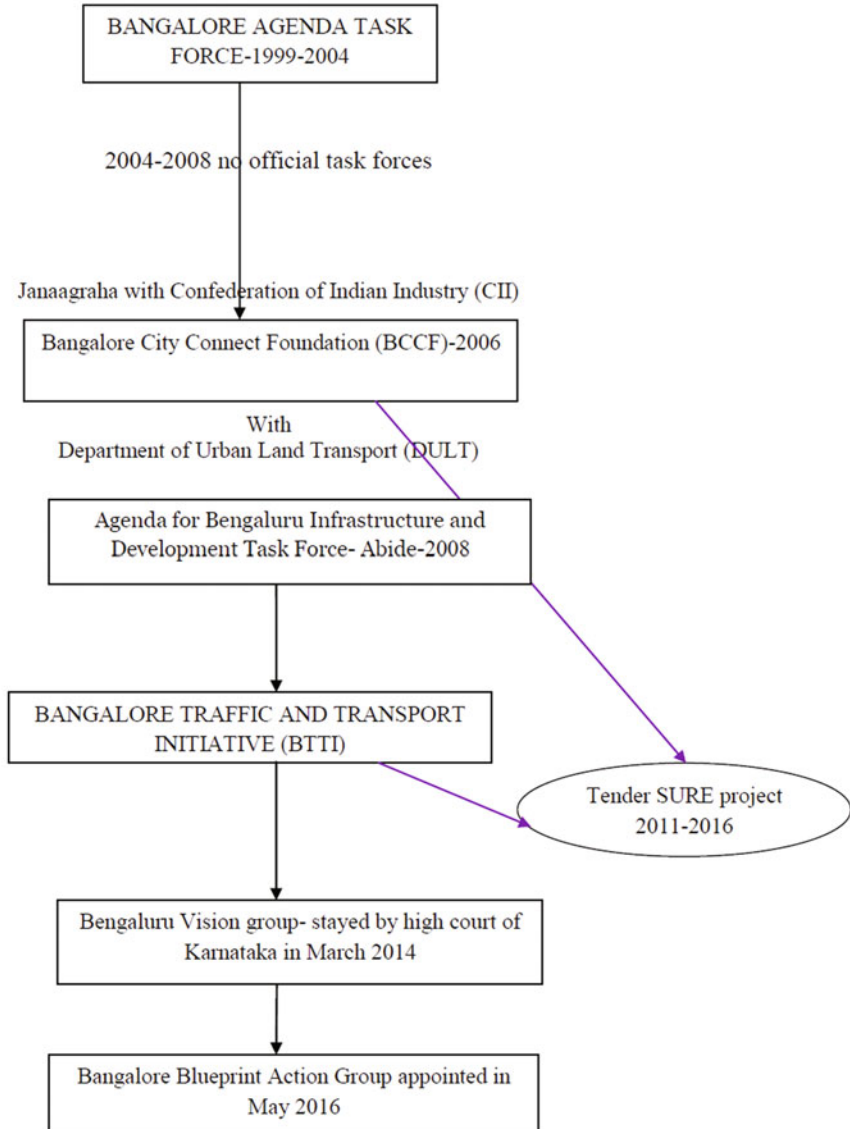 BANGALORE AGENDA TASK
FORCE-1999-2004
2004-2008 no official task forces
Janaagraha with Confederation of Indian Industry (CII)
Bangalore City Connect Foundation (BCCF)-2006
With
Department of Urban Land Transport (DULT)
Agenda for Bengaluru Infrastructure and
Development Task Force- Abide-2008
BANGALORE TRAFFIC AND TRANSPORT
INITIATIVE (BTTI)
Tender SURE project
2011-2016
Bengaluru Vision group- stayed by high court of
Karnataka in March 2014
Bangalore Blueprint Action Group appointed in
May 2016